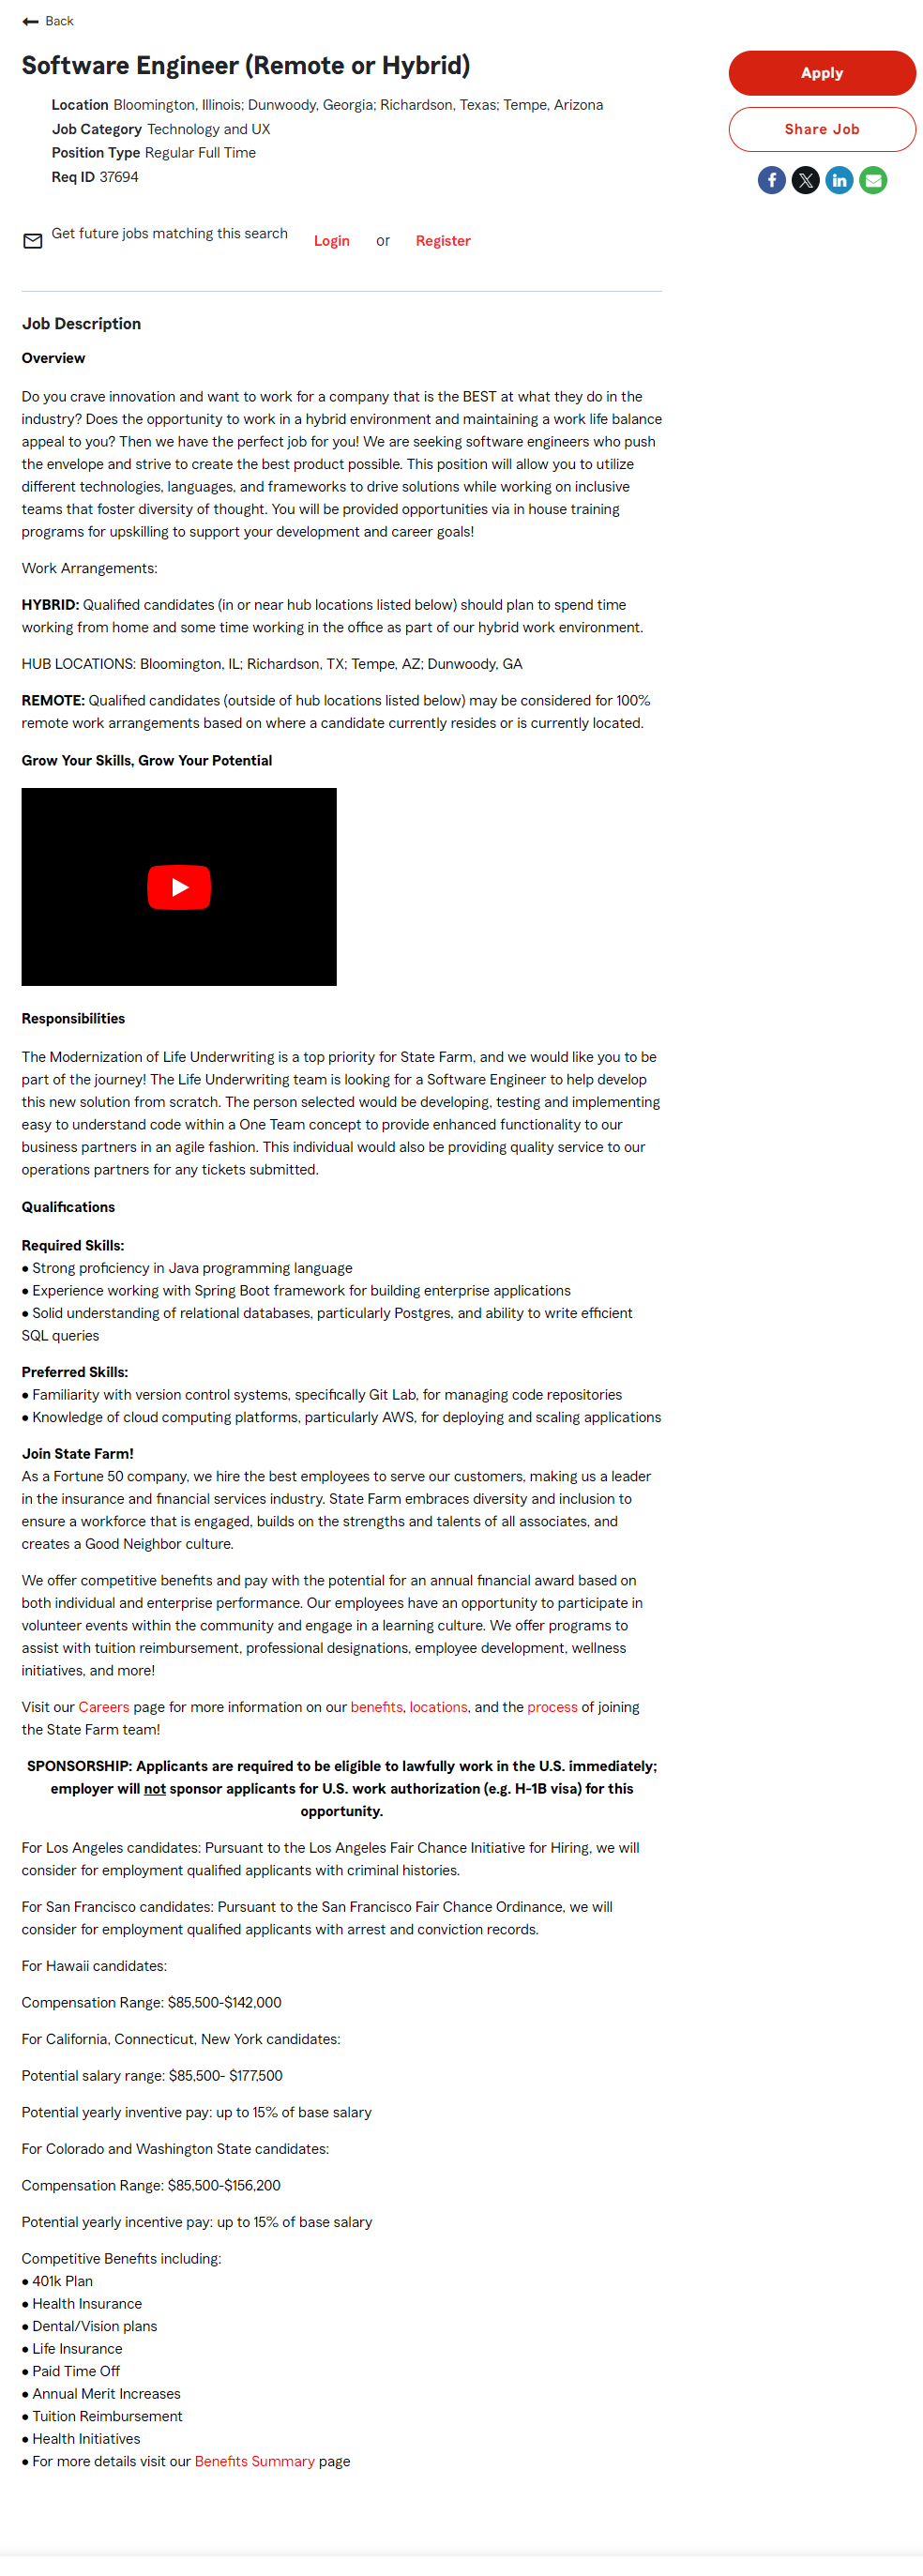 Back
Software Engineer (Remote or Hybrid)
Apply
Location Bloomington, Illinois; Dunwoody, Georgia; Richardson, Texas; Tempe, Arizona
Share Job
Job Category Technology and UX
Position Type Regular Full Time
Req ID 37694
Get future jobs matching this search
Login or Register
Job Description
Overview
Do you crave innovation and want to work for a company that is the BEST at what they do in the
industry? Does the opportunity to work in a hybrid environment and maintaining a work life balance
appeal to you? Then we have the perfect job for you! We are seeking software engineers who push
the envelope and strive to create the best product possible. This position will allow you to utilize
different technologies, languages, and frameworks to drive solutions while working on inclusive
teams that foster diversity of thought. You will be provided opportunities via in house training
programs for upskilling to support your development and career goals!
Work Arrangements:
HYBRID: Qualified candidates (in or near hub locations listed below) should plan to spend time
working from home and some time working in the office as part of our hybrid work environment.
HUB LOCATIONS: Bloomington, IL; Richardson, TX; Tempe, AZ; Dunwoody, GA
REMOTE: Qualified candidates (outside of hub locations listed below) may be considered for 100%
remote work arrangements based on where a candidate currently resides or is currently located.
Grow Your Skills, Grow Your Potential
Responsibilities
The Modernization of Life Underwriting is a top priority for State Farm, and we would like you to be
part of the journey! The Life Underwriting team is looking for a Software Engineer to help develop
this new solution from scratch. The person selected would be developing, testing and implementing
easy to understand code within a One Team concept to provide enhanced functionality to our
business partners in an agile fashion. This individual would also be providing quality service to our
operations partners for any tickets submitted.
Qualifications
Required Skills:
● Strong proficiency in Java programming language
● Experience working with Spring Boot framework for building enterprise applications
● Solid understanding of relational databases, particularly Postgres, and ability to write efficient
SQL queries
Preferred Skills:
● Familiarity with version control systems, specifically Git Lab, for managing code repositories
● Knowledge of cloud computing platforms, particularly AWS, for deploying and scaling applications
Join State Farm!
As a Fortune 50 company, we hire the best employees to serve our customers, making us a leader
in the insurance and financial services industry. State Farm embraces diversity and inclusion to
ensure a workforce that is engaged, builds on the strengths and talents of all associates, and
creates a Good Neighbor culture.
We offer competitive benefits and pay with the potential for an annual financial award based on
both individual and enterprise performance. Our employees have an opportunity to participate in
volunteer events within the community and engage in a learning culture. We offer programs to
assist with tuition reimbursement, professional designations, employee development, wellness
initiatives, and more!
Visit our Careers page for more information on our benefits, locations, and the process of joining
the State Farm team!
SPONSORSHIP: Applicants are required to be eligible to lawfully work in the U.S. immediately;
employer will not sponsor applicants for U.S. work authorization (e.g. H-1B visa) for this
opportunity.
For Los Angeles candidates: Pursuant to the Los Angeles Fair Chance Initiative for Hiring, we will
consider for employment qualified applicants with criminal histories.
For San Francisco candidates: Pursuant to the San Francisco Fair Chance Ordinance, we will
consider for employment qualified applicants with arrest and conviction records.
For Hawaii candidates:
Compensation Range: $85,500-$142,000
For California, Connecticut, New York candidates:
Potential salary range: $85,500- $177,500
Potential yearly inventive pay: up to 15% of base salary
For Colorado and Washington State candidates:
Compensation Range: $85,500-$156,200
Potential yearly incentive pay: up to 15% of base salary
Competitive Benefits including:
● 401k Plan
● Health Insurance
● Dental/Vision plans
● Life Insurance
● Paid Time Off
● Annual Merit Increases
● Tuition Reimbursement
● Health Initiatives
● For more details visit our Benefits Summary page